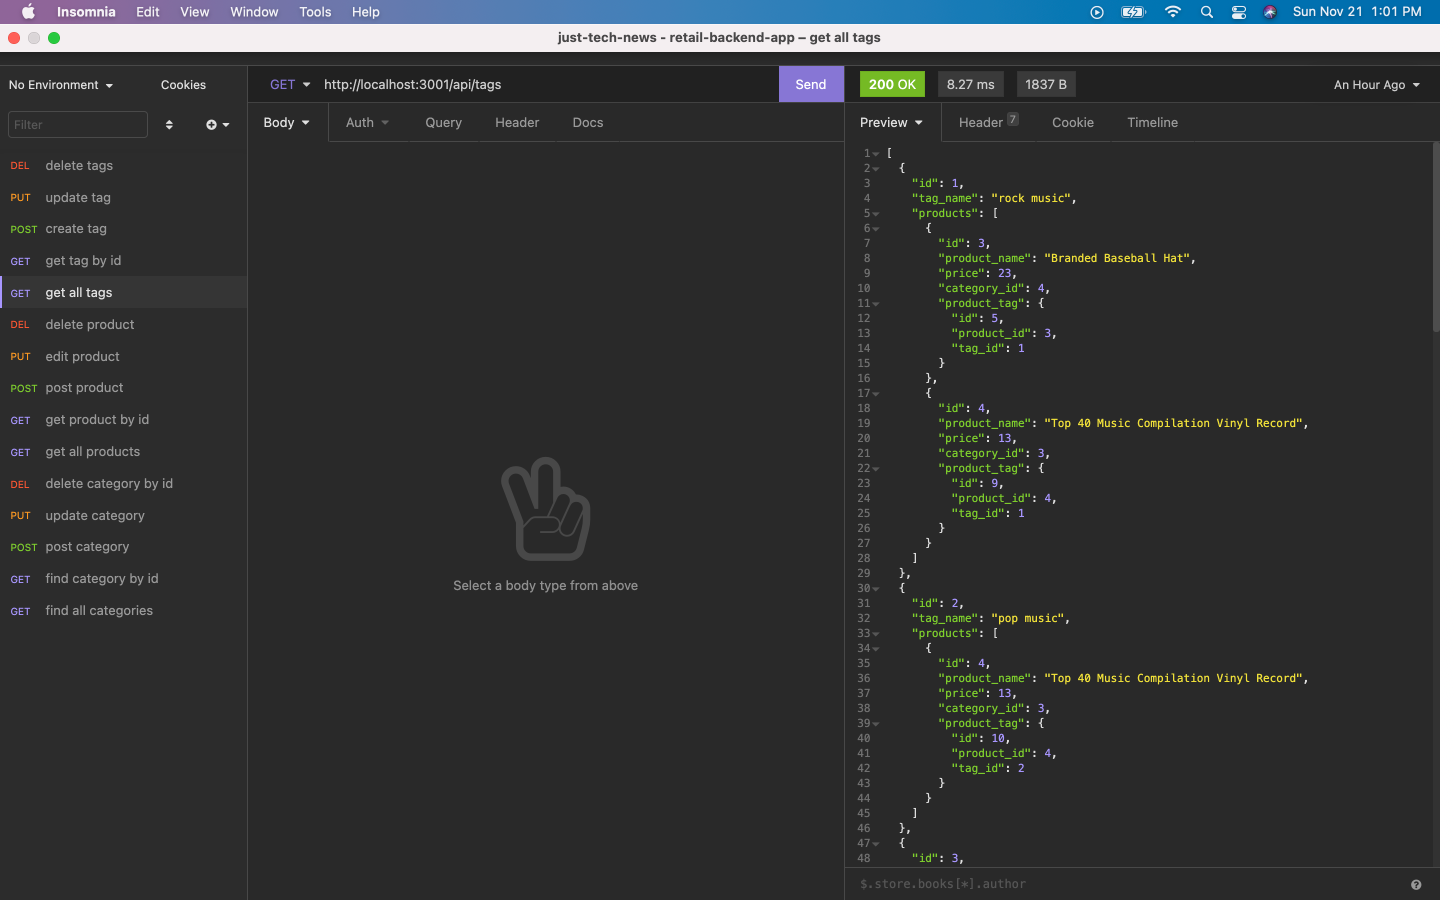 Insomnia Edit View Window Tools Help Sun Nov 21 1:01 PM
just-tech-news - retail-backend-app – get all tags
No Environment Cookies
Filter
DEL delete tags
PUT update tag
POST create tag
GET get tag by id
GET get all tags
DEL delete product
PUT edit product
POST post product
GET get product by id
GET get all products
DEL delete category by id
PUT update category
POST post category
GET find category by id
GET find all categories
GET http://localhost:3001/api/tags Send
Body Auth Query Header Docs
Select a body type from above
200 OK 8.27 ms 1837 B An Hour Ago
Preview Header 7 Cookie Timeline
1 [
2 {
3 "id": 1,
4 "tag_name": "rock music",
5 "products": [
6 {
7 "id": 3,
8 "product_name": "Branded Baseball Hat",
9 "price": 23,
10 "category_id": 4,
11 "product_tag": {
12 "id": 5,
13 "product_id": 3,
14 "tag_id": 1
15 }
16 },
17 {
18 "id": 4,
19 "product_name": "Top 40 Music Compilation Vinyl Record",
20 "price": 13,
21 "category_id": 3,
22 "product_tag": {
23 "id": 9,
24 "product_id": 4,
25 "tag_id": 1
26 }
27 }
28 ]
29 },
30 {
31 "id": 2,
32 "tag_name": "pop music",
33 "products": [
34 {
35 "id": 4,
36 "product_name": "Top 40 Music Compilation Vinyl Record",
37 "price": 13,
38 "category_id": 3,
39 "product_tag": {
40 "id": 10,
41 "product_id": 4,
42 "tag_id": 2
43 }
44 }
45 ]
46 },
47 {
48 "id": 3,
$.store.books[*].author